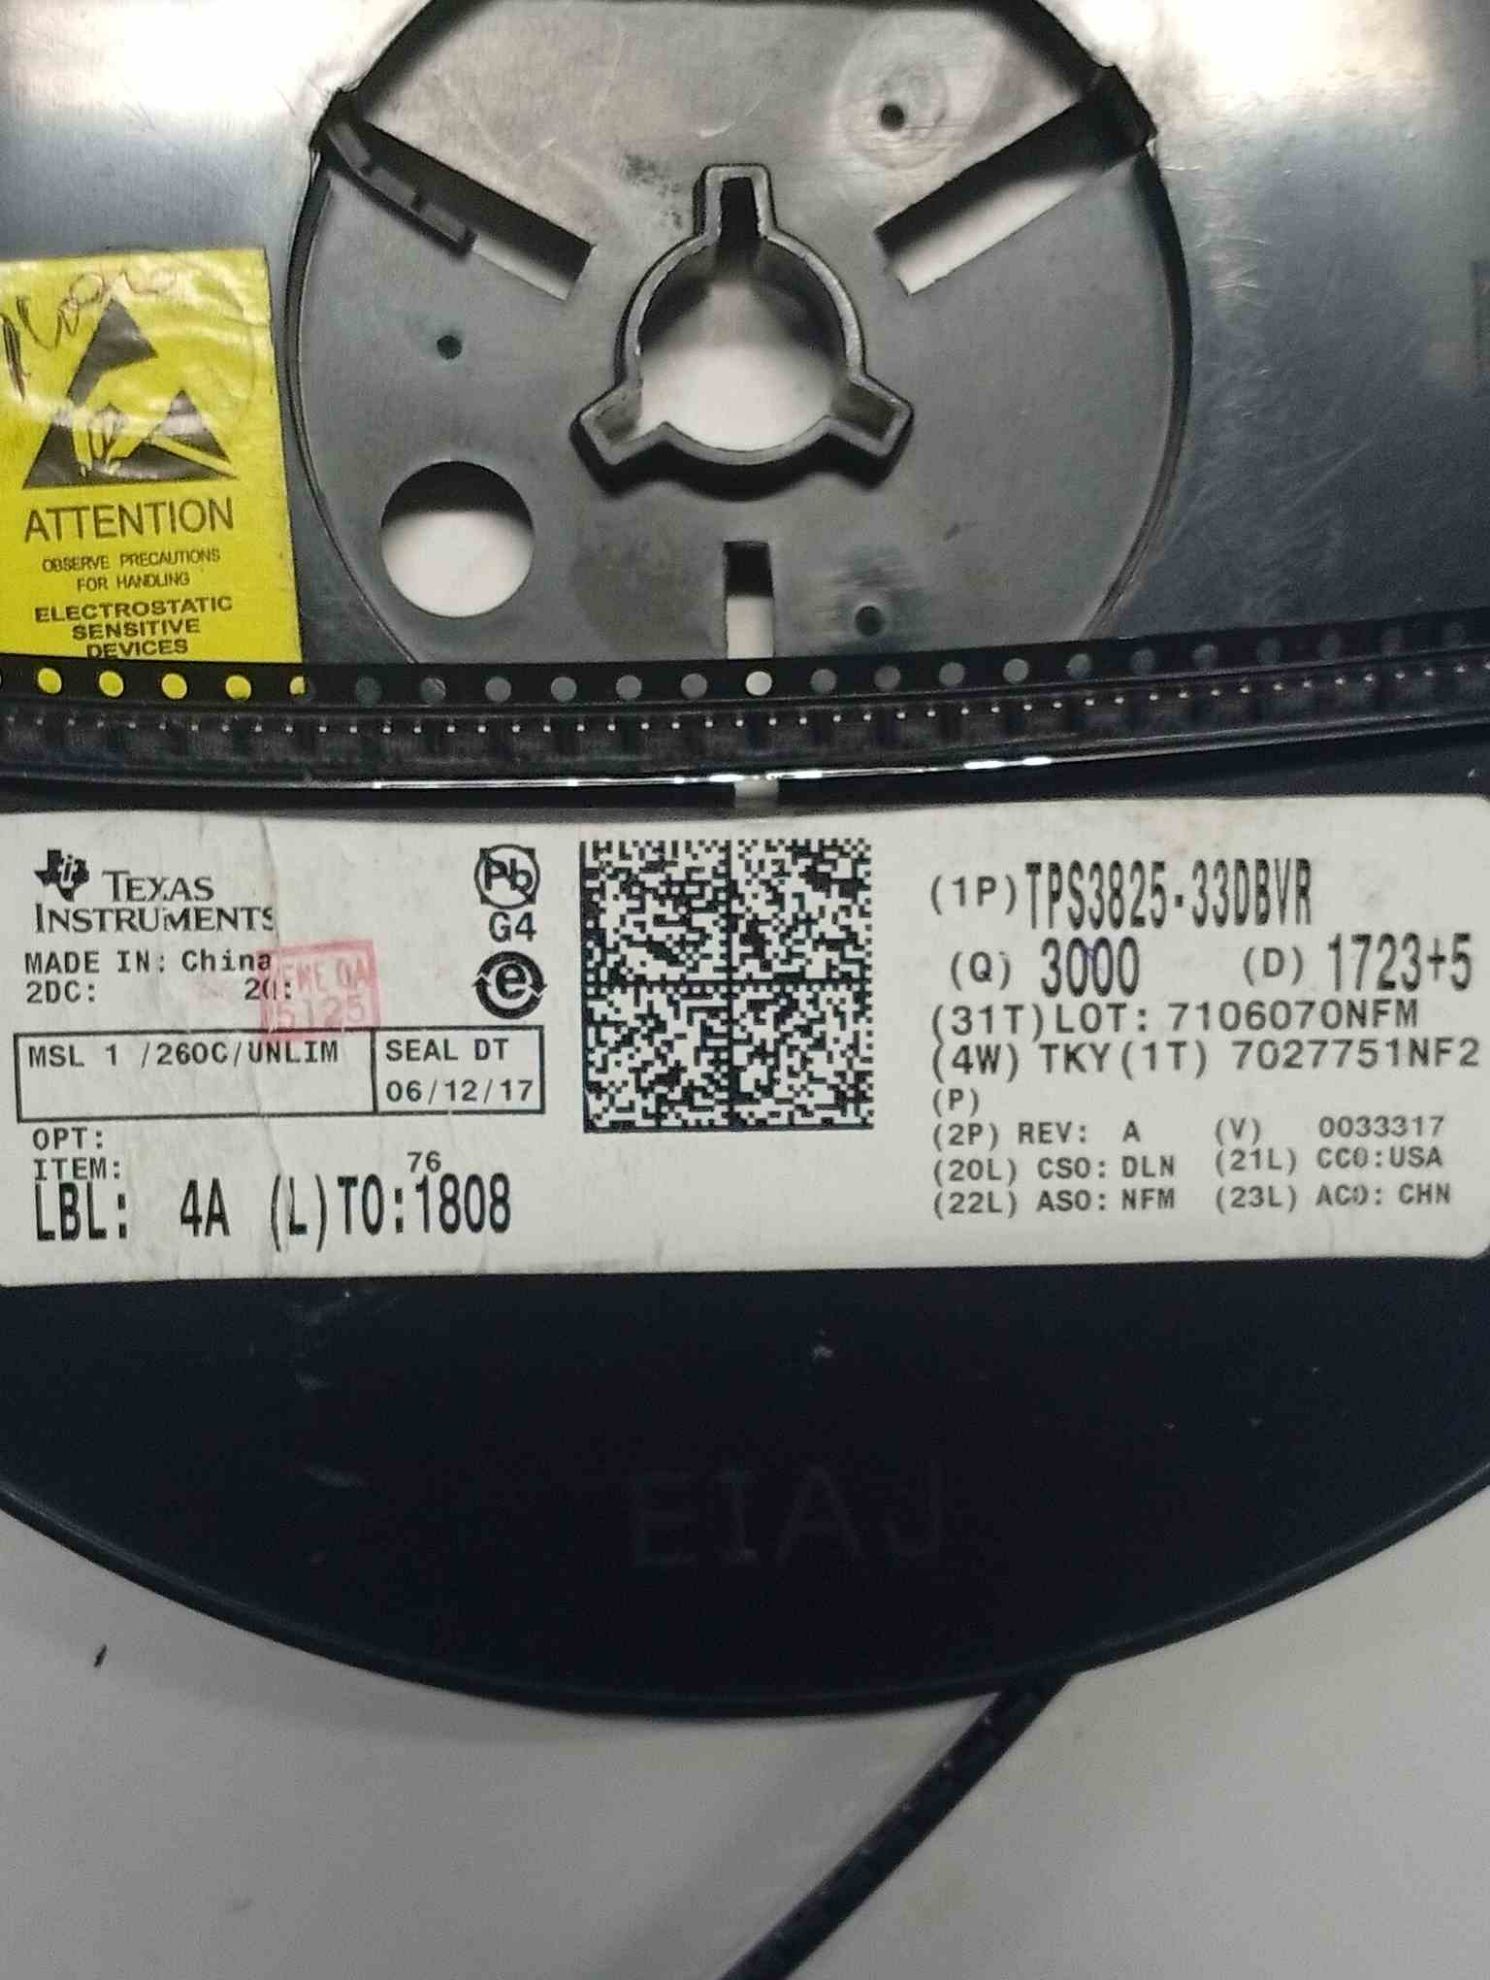 ATTENTION
OBSERVE PRECAUTIONS
FOR HANDLING
ELECTROSTATIC
SENSITIVE
DEVICES
TEXAS
INSTRUMENTS
MADE IN: China
2DC:
MSL 1 /260C/UNLIM
SEAL DT
06/12/17
OPT:
ITEM:
76
LBL: 4A (L)TO:1808
Pb
G4
e
(1P)TPS3825-33DBVR
(Q) 3000 (D) 1723+5
(31T)LOT: 7106070NFM
(4W) TKY(1T) 7027751NF2
(P)
(2P) REV: A (V) 0033317
(20L) CSO: DLN (21L) CCO:USA
(22L) ASO: NFM (23L) ACO: CHN
EIAJ